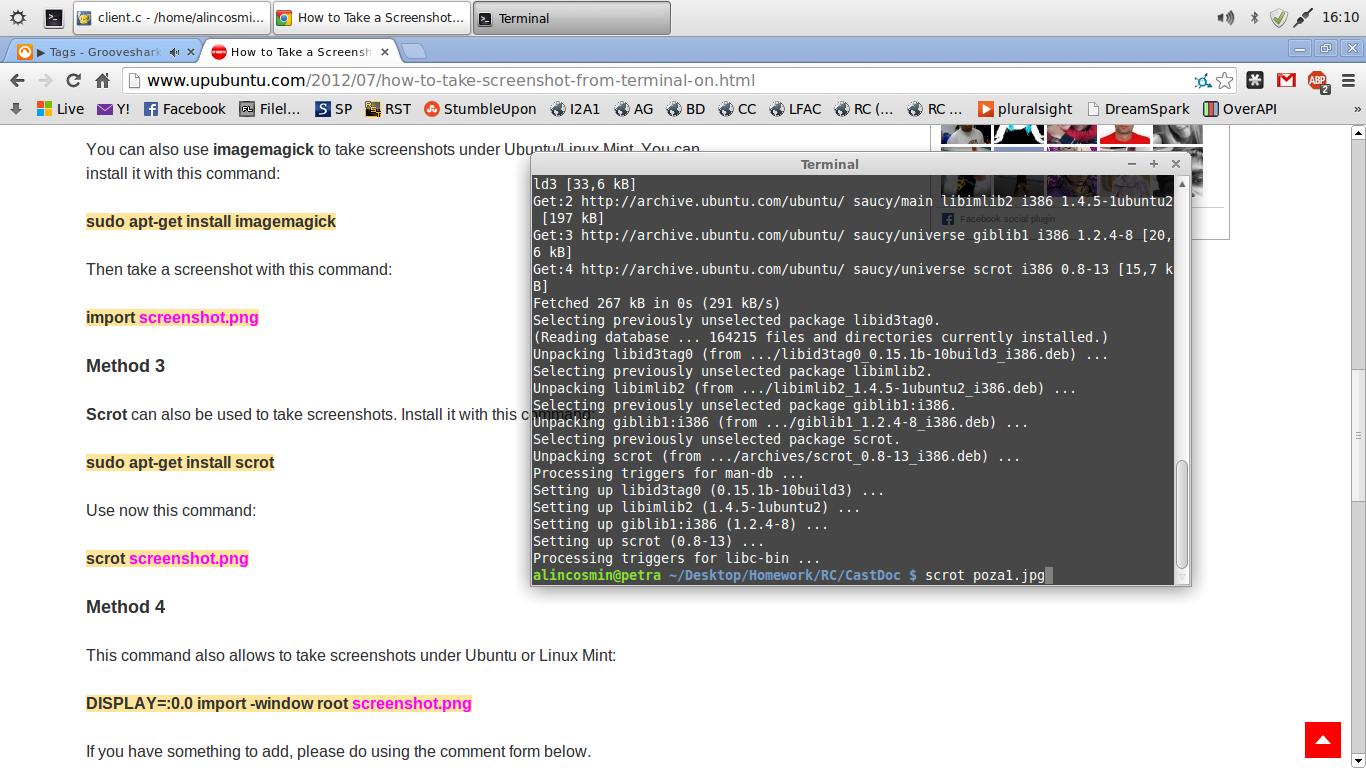 client.c - /home/alincosmi...
How to Take a Screenshot...
Terminal
16:10
▶ Tags - Grooveshark
How to Take a Screensh
www.upubuntu.com/2012/07/how-to-take-screenshot-from-terminal-on.html
ABP
2
Live
Y!
Facebook
FileI...
SP
RST
StumbleUpon
I2A1
AG
BD
CC
LFAC
RC (...
RC ...
pluralsight
DreamSpark
OverAPI
»
You can also use imagemagick to take screenshots under Ubuntu/Linux Mint. You can
install it with this command:
sudo apt-get install imagemagick
Then take a screenshot with this command:
import screenshot.png
Method 3
Scrot can also be used to take screenshots. Install it with this command:
sudo apt-get install scrot
Use now this command:
scrot screenshot.png
Method 4
This command also allows to take screenshots under Ubuntu or Linux Mint:
DISPLAY=:0.0 import -window root screenshot.png
If you have something to add, please do using the comment form below.
Facebook social plugin
Terminal
ld3 [33,6 kB]
Get:2 http://archive.ubuntu.com/ubuntu/ saucy/main libimlib2 i386 1.4.5-1ubuntu2
[197 kB]
Get:3 http://archive.ubuntu.com/ubuntu/ saucy/universe giblib1 i386 1.2.4-8 [20,
6 kB]
Get:4 http://archive.ubuntu.com/ubuntu/ saucy/universe scrot i386 0.8-13 [15,7 k
B]
Fetched 267 kB in 0s (291 kB/s)
Selecting previously unselected package libid3tag0.
(Reading database ... 164215 files and directories currently installed.)
Unpacking libid3tag0 (from .../libid3tag0_0.15.1b-10build3_i386.deb) ...
Selecting previously unselected package libimlib2.
Unpacking libimlib2 (from .../libimlib2_1.4.5-1ubuntu2_i386.deb) ...
Selecting previously unselected package giblib1:i386.
Unpacking giblib1:i386 (from .../giblib1_1.2.4-8_i386.deb) ...
Selecting previously unselected package scrot.
Unpacking scrot (from .../archives/scrot_0.8-13_i386.deb) ...
Processing triggers for man-db ...
Setting up libid3tag0 (0.15.1b-10build3) ...
Setting up libimlib2 (1.4.5-1ubuntu2) ...
Setting up giblib1:i386 (1.2.4-8) ...
Setting up scrot (0.8-13) ...
Processing triggers for libc-bin ...
alincosmin@petra ~/Desktop/Homework/RC/CastDoc $ scrot poza1.jpg